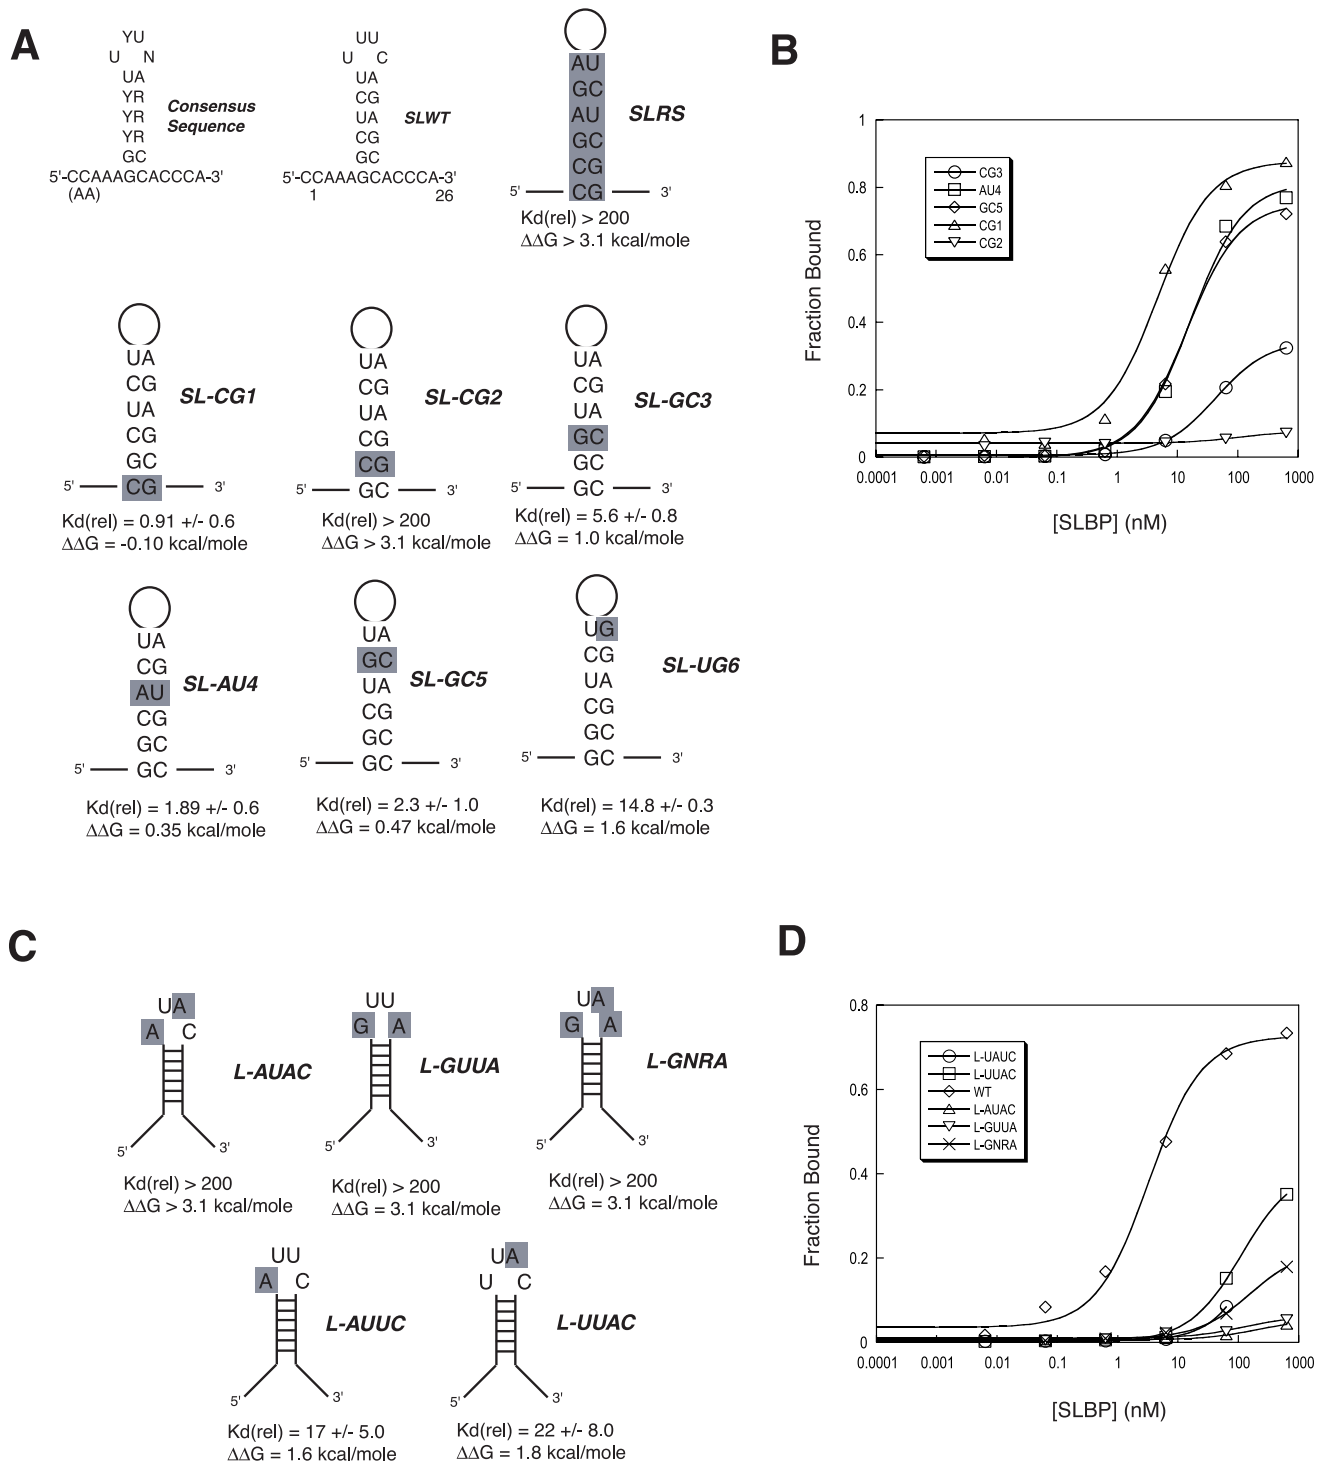 A
YU
U N
UA
YR
YR
YR
GC
5'-CCAAAGCACCCA-3'
(AA)
Consensus
Sequence
UU
U C
UA
CG
UA
CG
GC
5'-CCAAAGCACCCA-3'
1 26
SLWT
AU
GC
AU
GC
CG
5' CG 3'
SLRS
Kd(rel) > 200
ΔΔG > 3.1 kcal/mole
UA
CG
UA
CG
GC
5' CG 3'
SL-CG1
Kd(rel) = 0.91 +/- 0.6
ΔΔG = -0.10 kcal/mole
UA
CG
UA
CG
CG
5' GC 3'
SL-CG2
Kd(rel) > 200
ΔΔG > 3.1 kcal/mole
UA
CG
UA
GC
GC
5' GC 3'
SL-GC3
Kd(rel) = 5.6 +/- 0.8
ΔΔG = 1.0 kcal/mole
UA
CG
AU
CG
GC
5' GC 3'
SL-AU4
Kd(rel) = 1.89 +/- 0.6
ΔΔG = 0.35 kcal/mole
UA
GC
UA
CG
GC
5' GC 3'
SL-GC5
Kd(rel) = 2.3 +/- 1.0
ΔΔG = 0.47 kcal/mole
UG
CG
UA
CG
GC
5' GC 3'
SL-UG6
Kd(rel) = 14.8 +/- 0.3
ΔΔG = 1.6 kcal/mole
B
Fraction Bound
1
0.8
0.6
0.4
0.2
0
CG3
AU4
GC5
CG1
CG2
0.0001 0.001 0.01 0.1 1 10 100 1000
[SLBP] (nM)
C
UA
A C
5' 3'
L-AUAC
Kd(rel) > 200
ΔΔG > 3.1 kcal/mole
UU
G A
5' 3'
L-GUUA
Kd(rel) > 200
ΔΔG = 3.1 kcal/mole
UA
G A
5' 3'
L-GNRA
Kd(rel) > 200
ΔΔG = 3.1 kcal/mole
UU
A C
5' 3'
L-AUUC
Kd(rel) = 17 +/- 5.0
ΔΔG = 1.6 kcal/mole
UA
U C
5' 3'
L-UUAC
Kd(rel) = 22 +/- 8.0
ΔΔG = 1.8 kcal/mole
D
Fraction Bound
0.8
0.6
0.4
0.2
0
L-UAUC
L-UUAC
WT
L-AUAC
L-GUUA
L-GNRA
0.0001 0.001 0.01 0.1 1 10 100 1000
[SLBP] (nM)